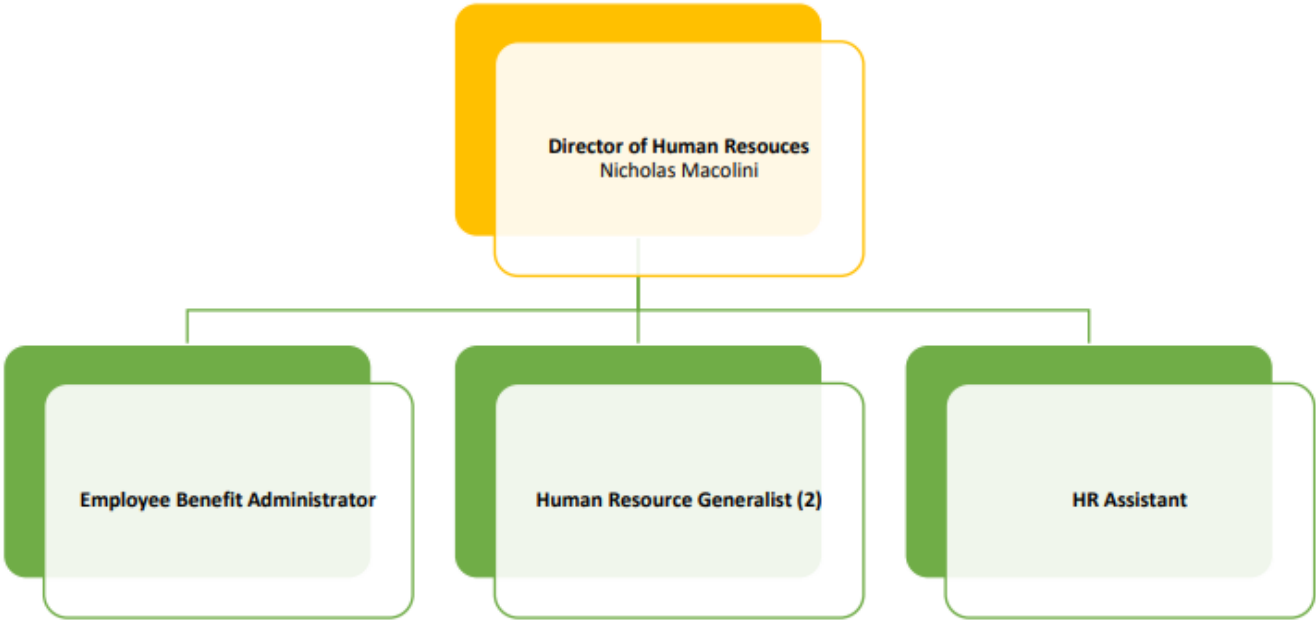 Director of Human Resouces
Nicholas Macolini
Employee Benefit Administrator
Human Resource Generalist (2)
HR Assistant